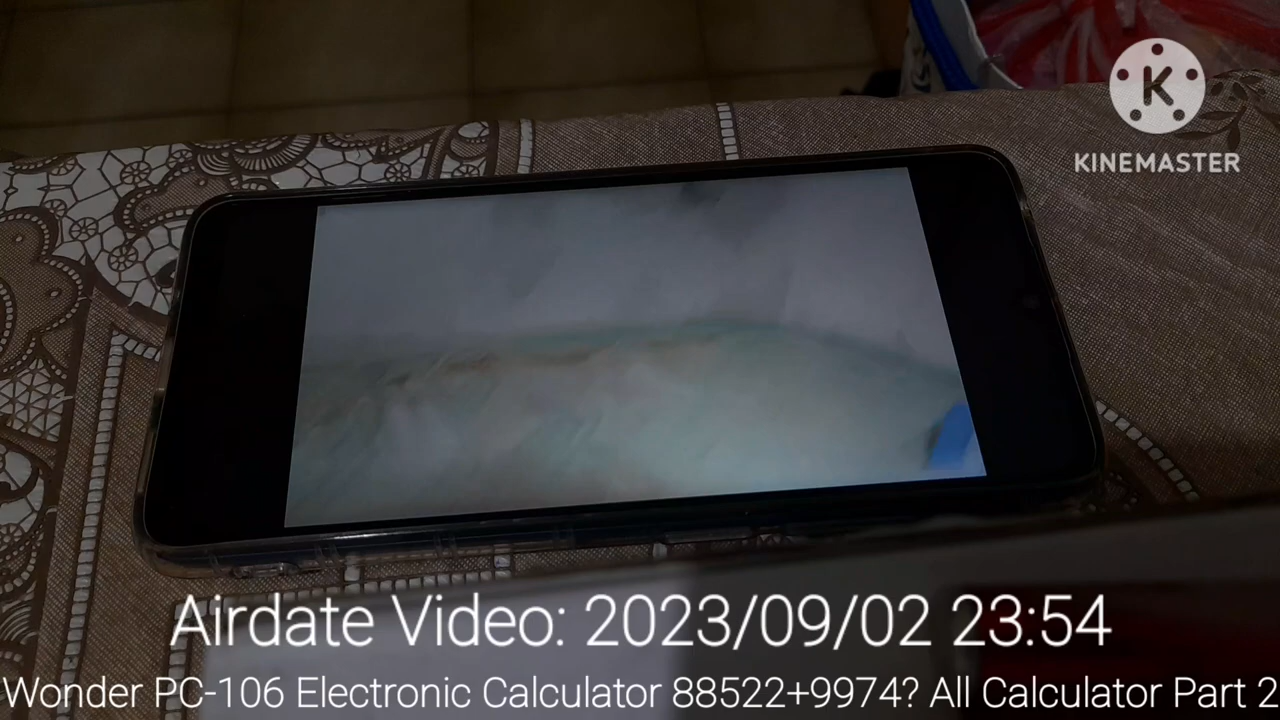 K
KINEMASTER
Airdate Video: 2023/09/02 23:54
Wonder PC-106 Electronic Calculator 88522+9974? All Calculator Part 2